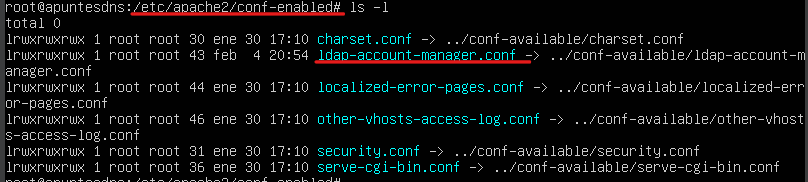 root@apuntesdns:/etc/apache2/conf-enabled# ls -l
total 0
lrwxrwxrwx 1 root root 30 ene 30 17:10 charset.conf -> ../conf-available/charset.conf
lrwxrwxrwx 1 root root 43 feb  4 20:54 ldap-account-manager.conf -> ../conf-available/ldap-account-m
anager.conf
lrwxrwxrwx 1 root root 44 ene 30 17:10 localized-error-pages.conf -> ../conf-available/localized-err
or-pages.conf
lrwxrwxrwx 1 root root 46 ene 30 17:10 other-vhosts-access-log.conf -> ../conf-available/other-vhost
s-access-log.conf
lrwxrwxrwx 1 root root 31 ene 30 17:10 security.conf -> ../conf-available/security.conf
lrwxrwxrwx 1 root root 36 ene 30 17:10 serve-cgi-bin.conf -> ../conf-available/serve-cgi-bin.conf
root@apuntesdns:/etc/apache2/conf-enabled#